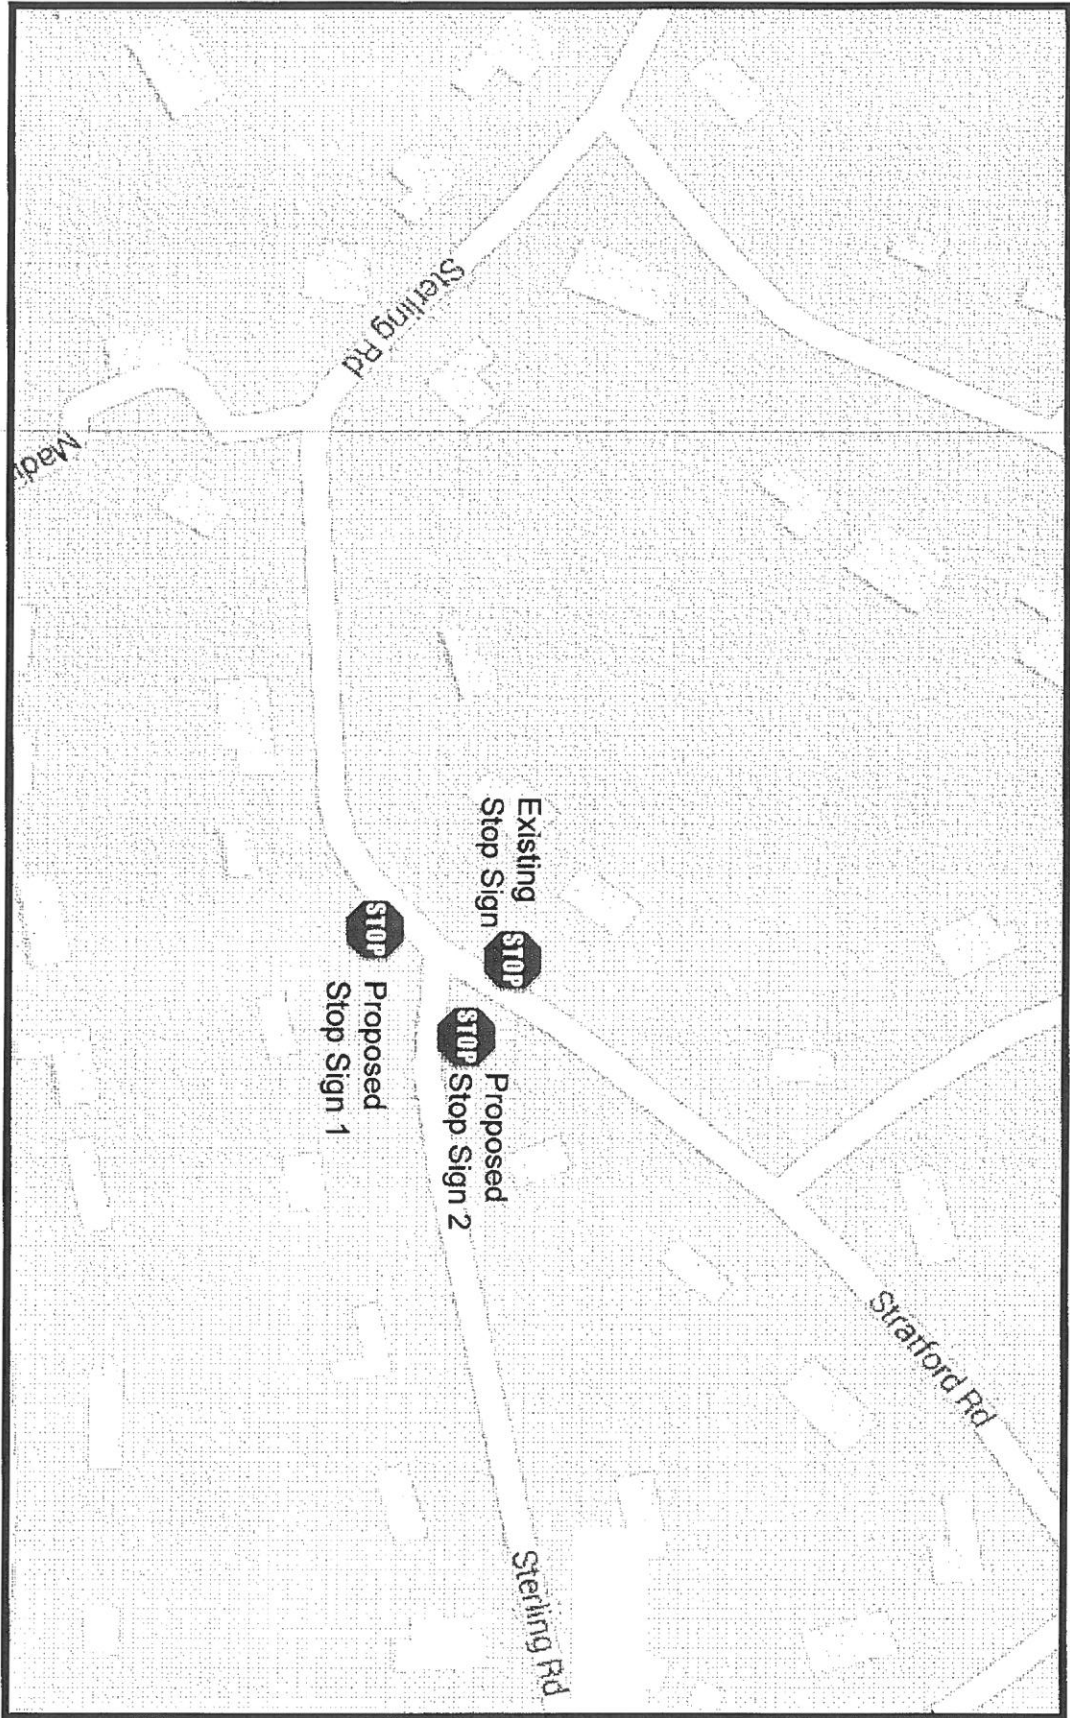 Stratford Rd
Existing
Stop Sign
STOP
STOP
Proposed
Stop Sign 2
STOP
Proposed
Stop Sign 1
Sterling Rd
Sterling Rd